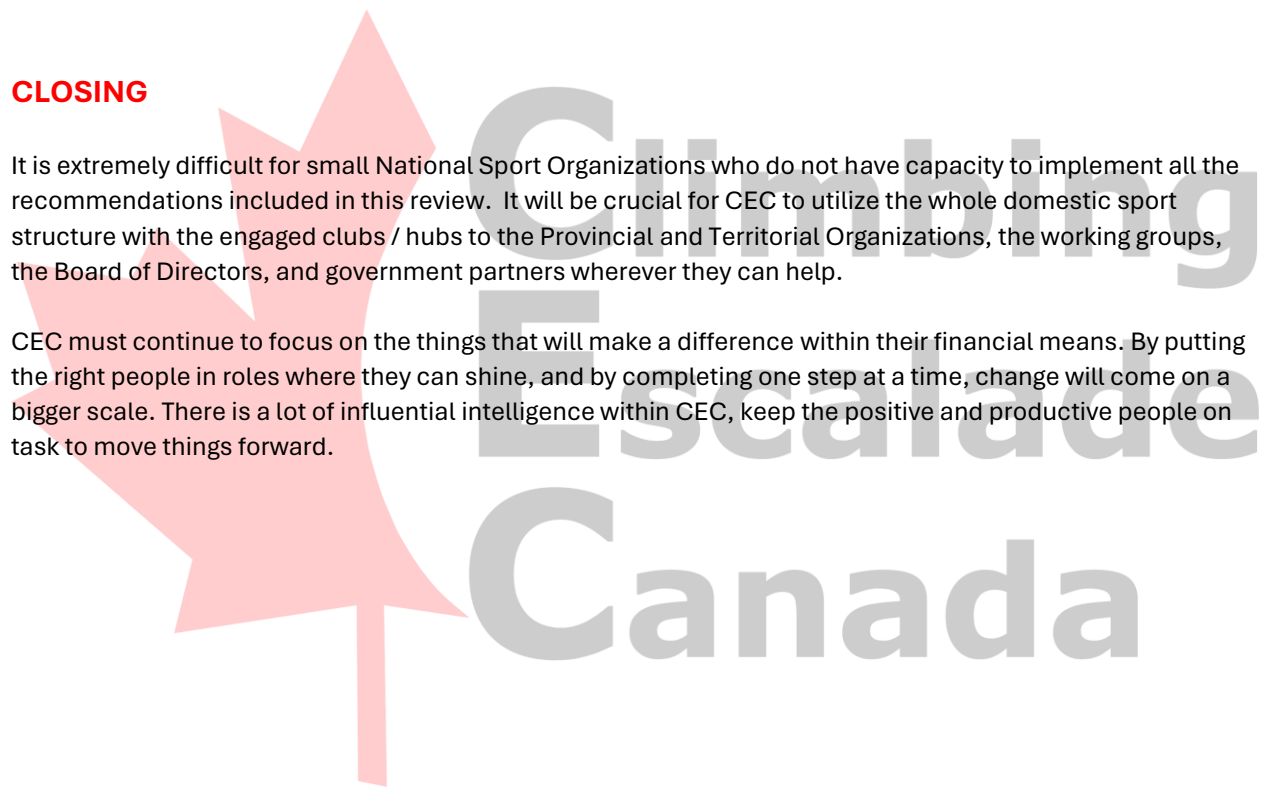 CLOSING
It is extremely difficult for small National Sport Organizations who do not have capacity to implement all the
recommendations included in this review.  It will be crucial for CEC to utilize the whole domestic sport
structure with the engaged clubs / hubs to the Provincial and Territorial Organizations, the working groups,
the Board of Directors, and government partners wherever they can help.
CEC must continue to focus on the things that will make a difference within their financial means. By putting
the right people in roles where they can shine, and by completing one step at a time, change will come on a
bigger scale. There is a lot of influential intelligence within CEC, keep the positive and productive people on
task to move things forward.
Climbing
Escalade
Canada